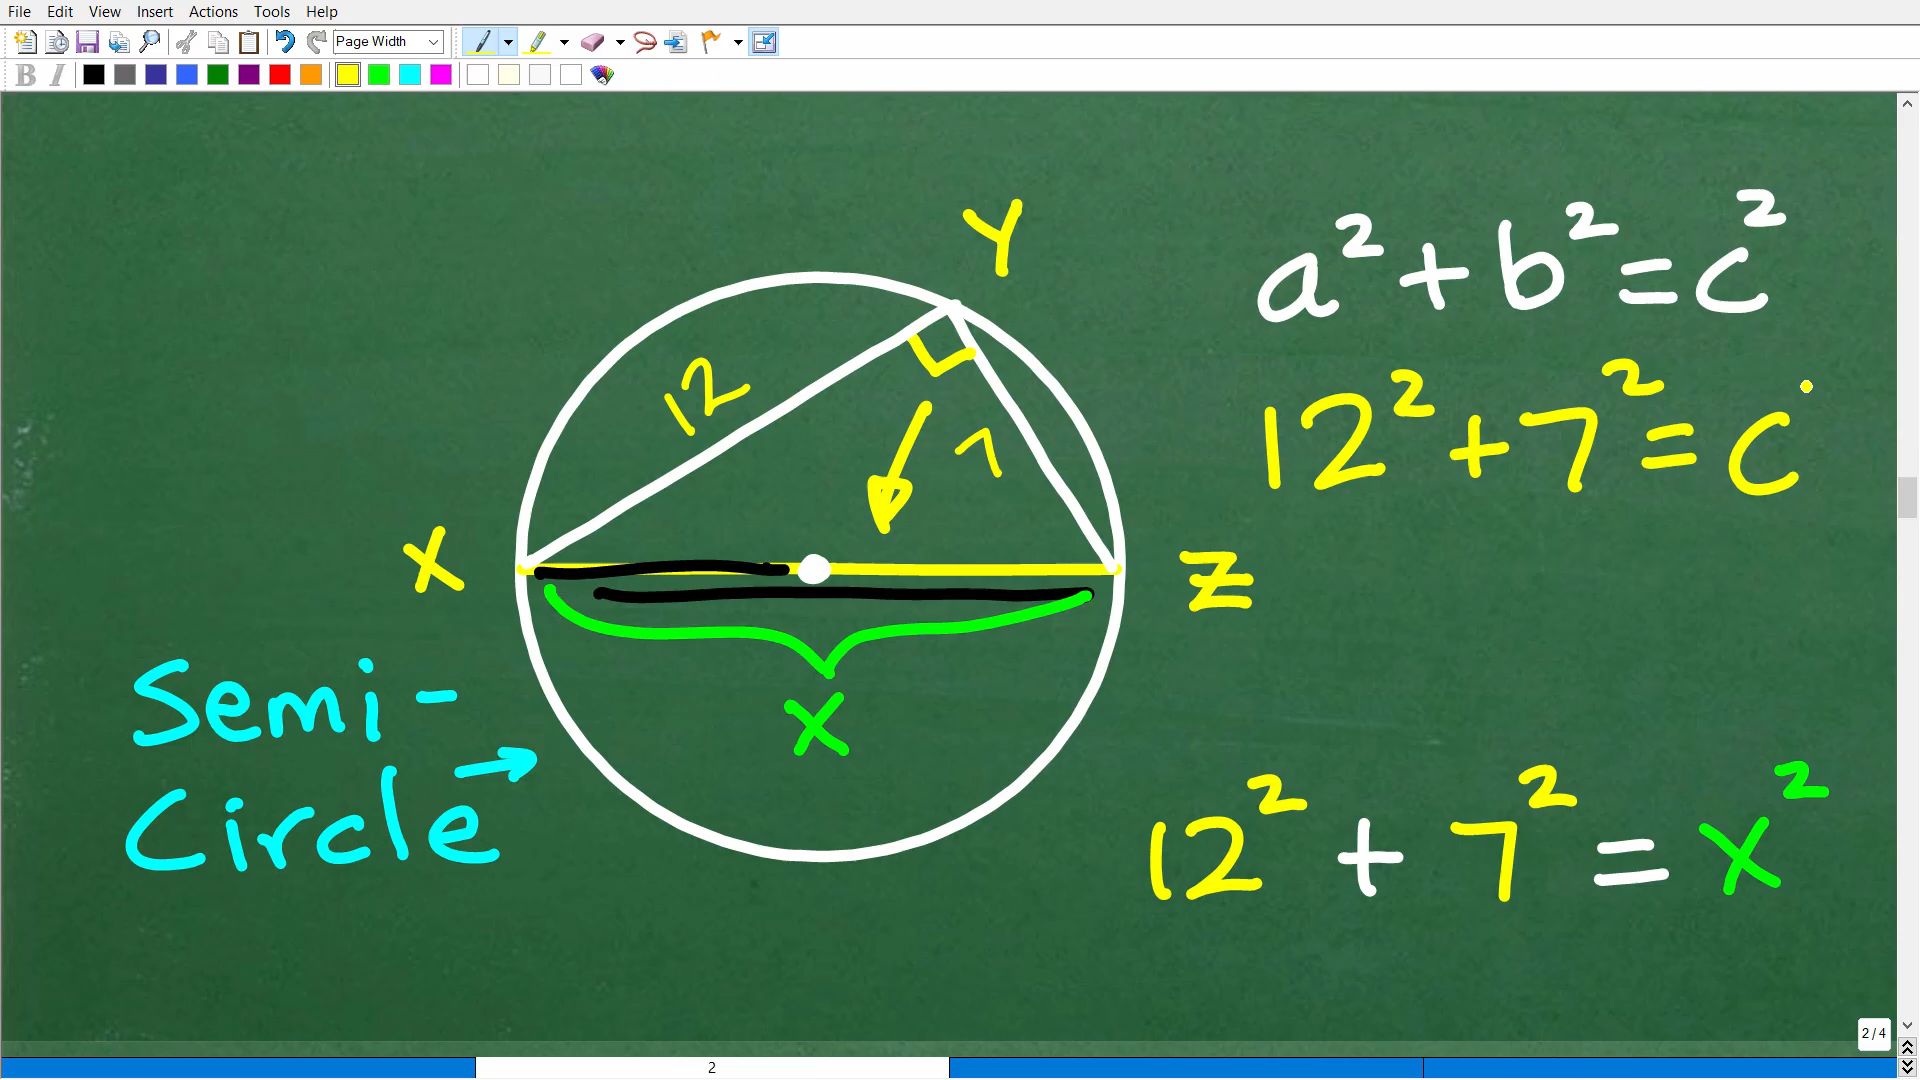 File Edit View Insert Actions Tools Help
Page Width
B I
Y
a² + b² = c²
12
12² + 7² = c
7
X
Z
Semi-
Circle →
X
12² + 7² = x²
2 / 4
2